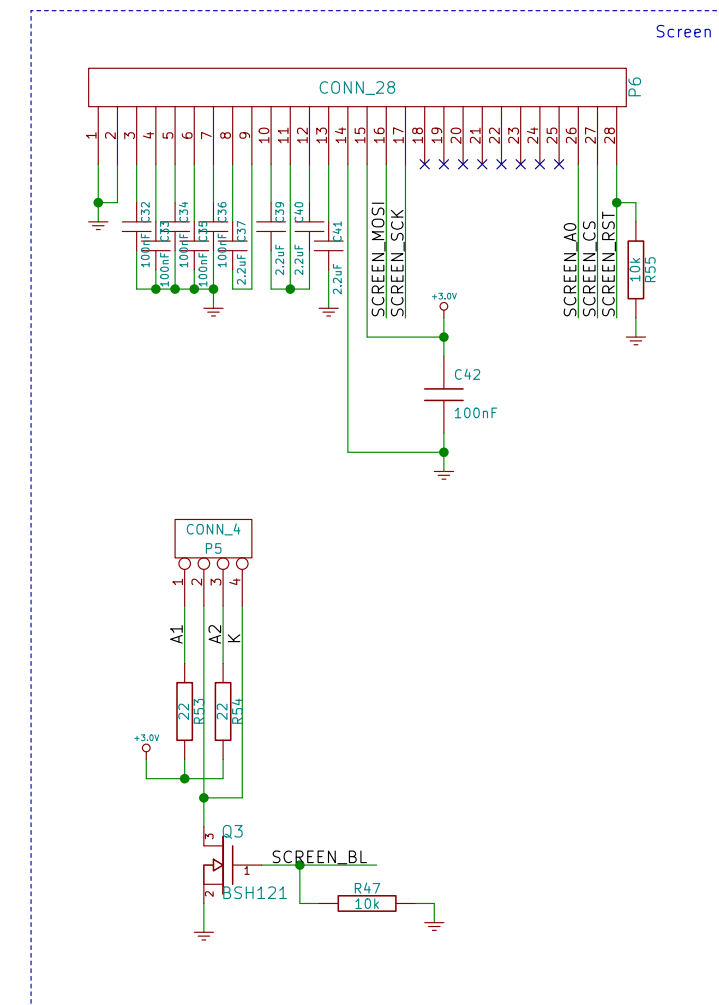 Screen
CONN_28
P6
1
2
3
4
5
6
7
8
9
10
11
12
13
14
15
16
17
18
19
20
21
22
23
24
25
26
27
28
C32
100nF
C33
100nF
C34
100nF
C35
100nF
C36
100nF
C37
2.2uF
C39
2.2uF
C40
2.2uF
C41
2.2uF
SCREEN_MOSI
SCREEN_SCK
SCREEN_A0
SCREEN_CS
SCREEN_RST
10k
R55
+3.0V
C42
100nF
CONN_4
P5
1
2
3
4
A1
A2
K
22
R53
22
R54
+3.0V
3
Q3
SCREEN_BL
1
2
BSH121
R47
10k